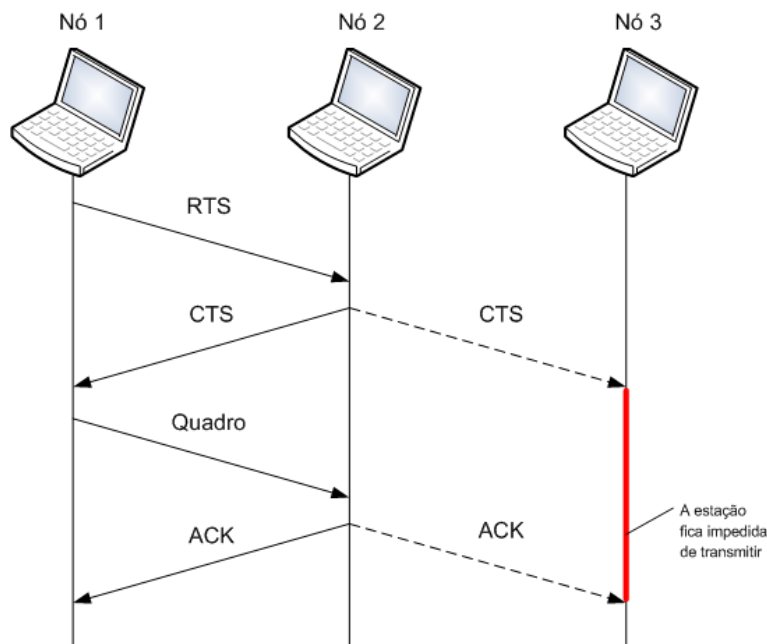 Nó 1
Nó 2
Nó 3
RTS
CTS
CTS
Quadro
ACK
ACK
A estação
fica impedida
de transmitir